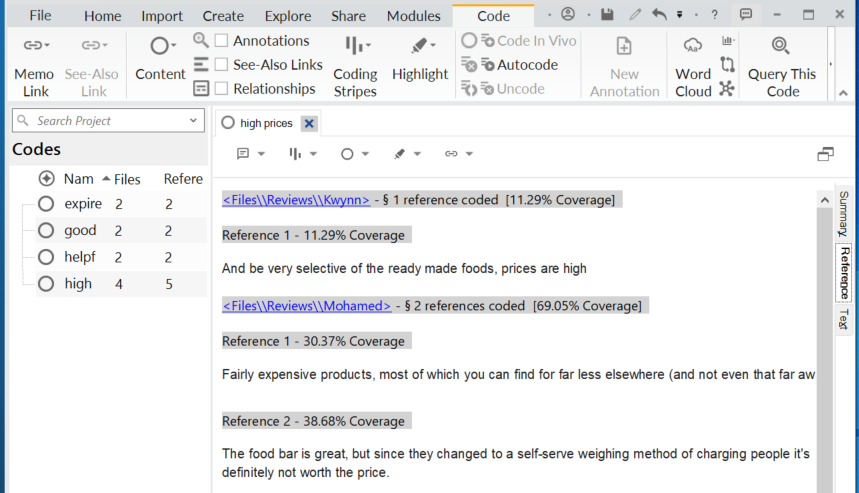 File Home Import Create Explore Share Modules Code ?
Annotations Code In Vivo
See-Also Links Autocode
Relationships Uncode
Memo Link See-Also Link Content Coding Stripes Highlight New Annotation Word Cloud Query This Code
Search Project
Codes
Nam Files Refere
expire 2 2
good 2 2
helpf 2 2
high 4 5
high prices
<Files\\Reviews\\Kwynn> - § 1 reference coded [11.29% Coverage]
Reference 1 - 11.29% Coverage
And be very selective of the ready made foods, prices are high
<Files\\Reviews\\Mohamed> - § 2 references coded [69.05% Coverage]
Reference 1 - 30.37% Coverage
Fairly expensive products, most of which you can find for far less elsewhere (and not even that far aw
Reference 2 - 38.68% Coverage
The food bar is great, but since they changed to a self-serve weighing method of charging people it's
definitely not worth the price.
Summary
Reference
Text